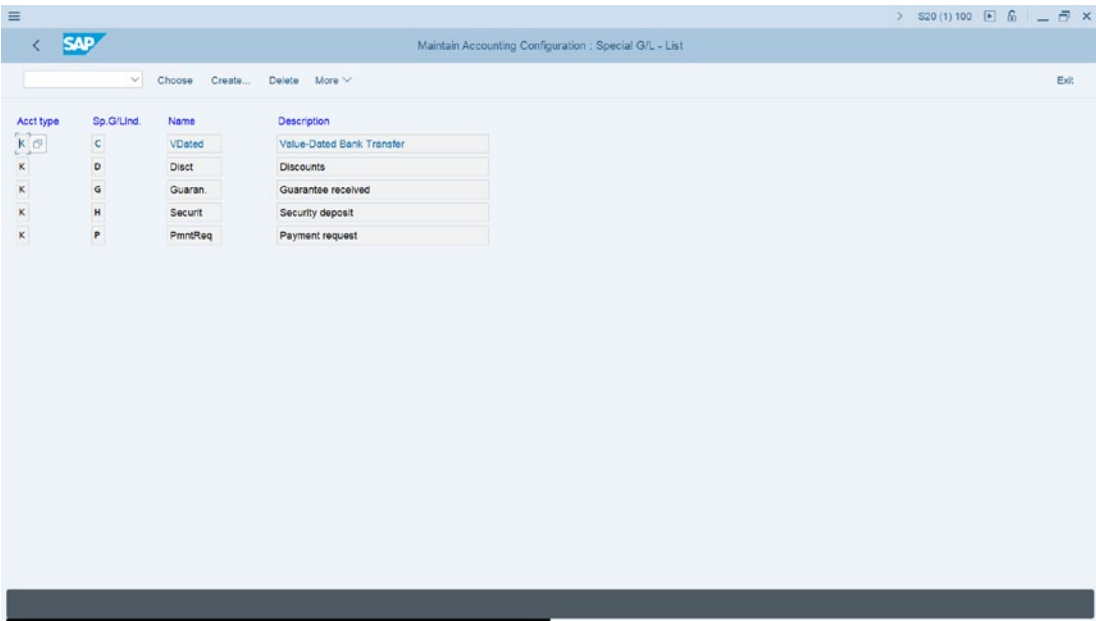 S20 (1) 100
SAP
Maintain Accounting Configuration : Special G/L - List
Choose Create... Delete More Exit
Acct type Sp.G/LInd. Name Description
K C VDated Value-Dated Bank Transfer
K D Disct Discounts
K G Guaran. Guarantee received
K H Securit Security deposit
K P PmntReq Payment request